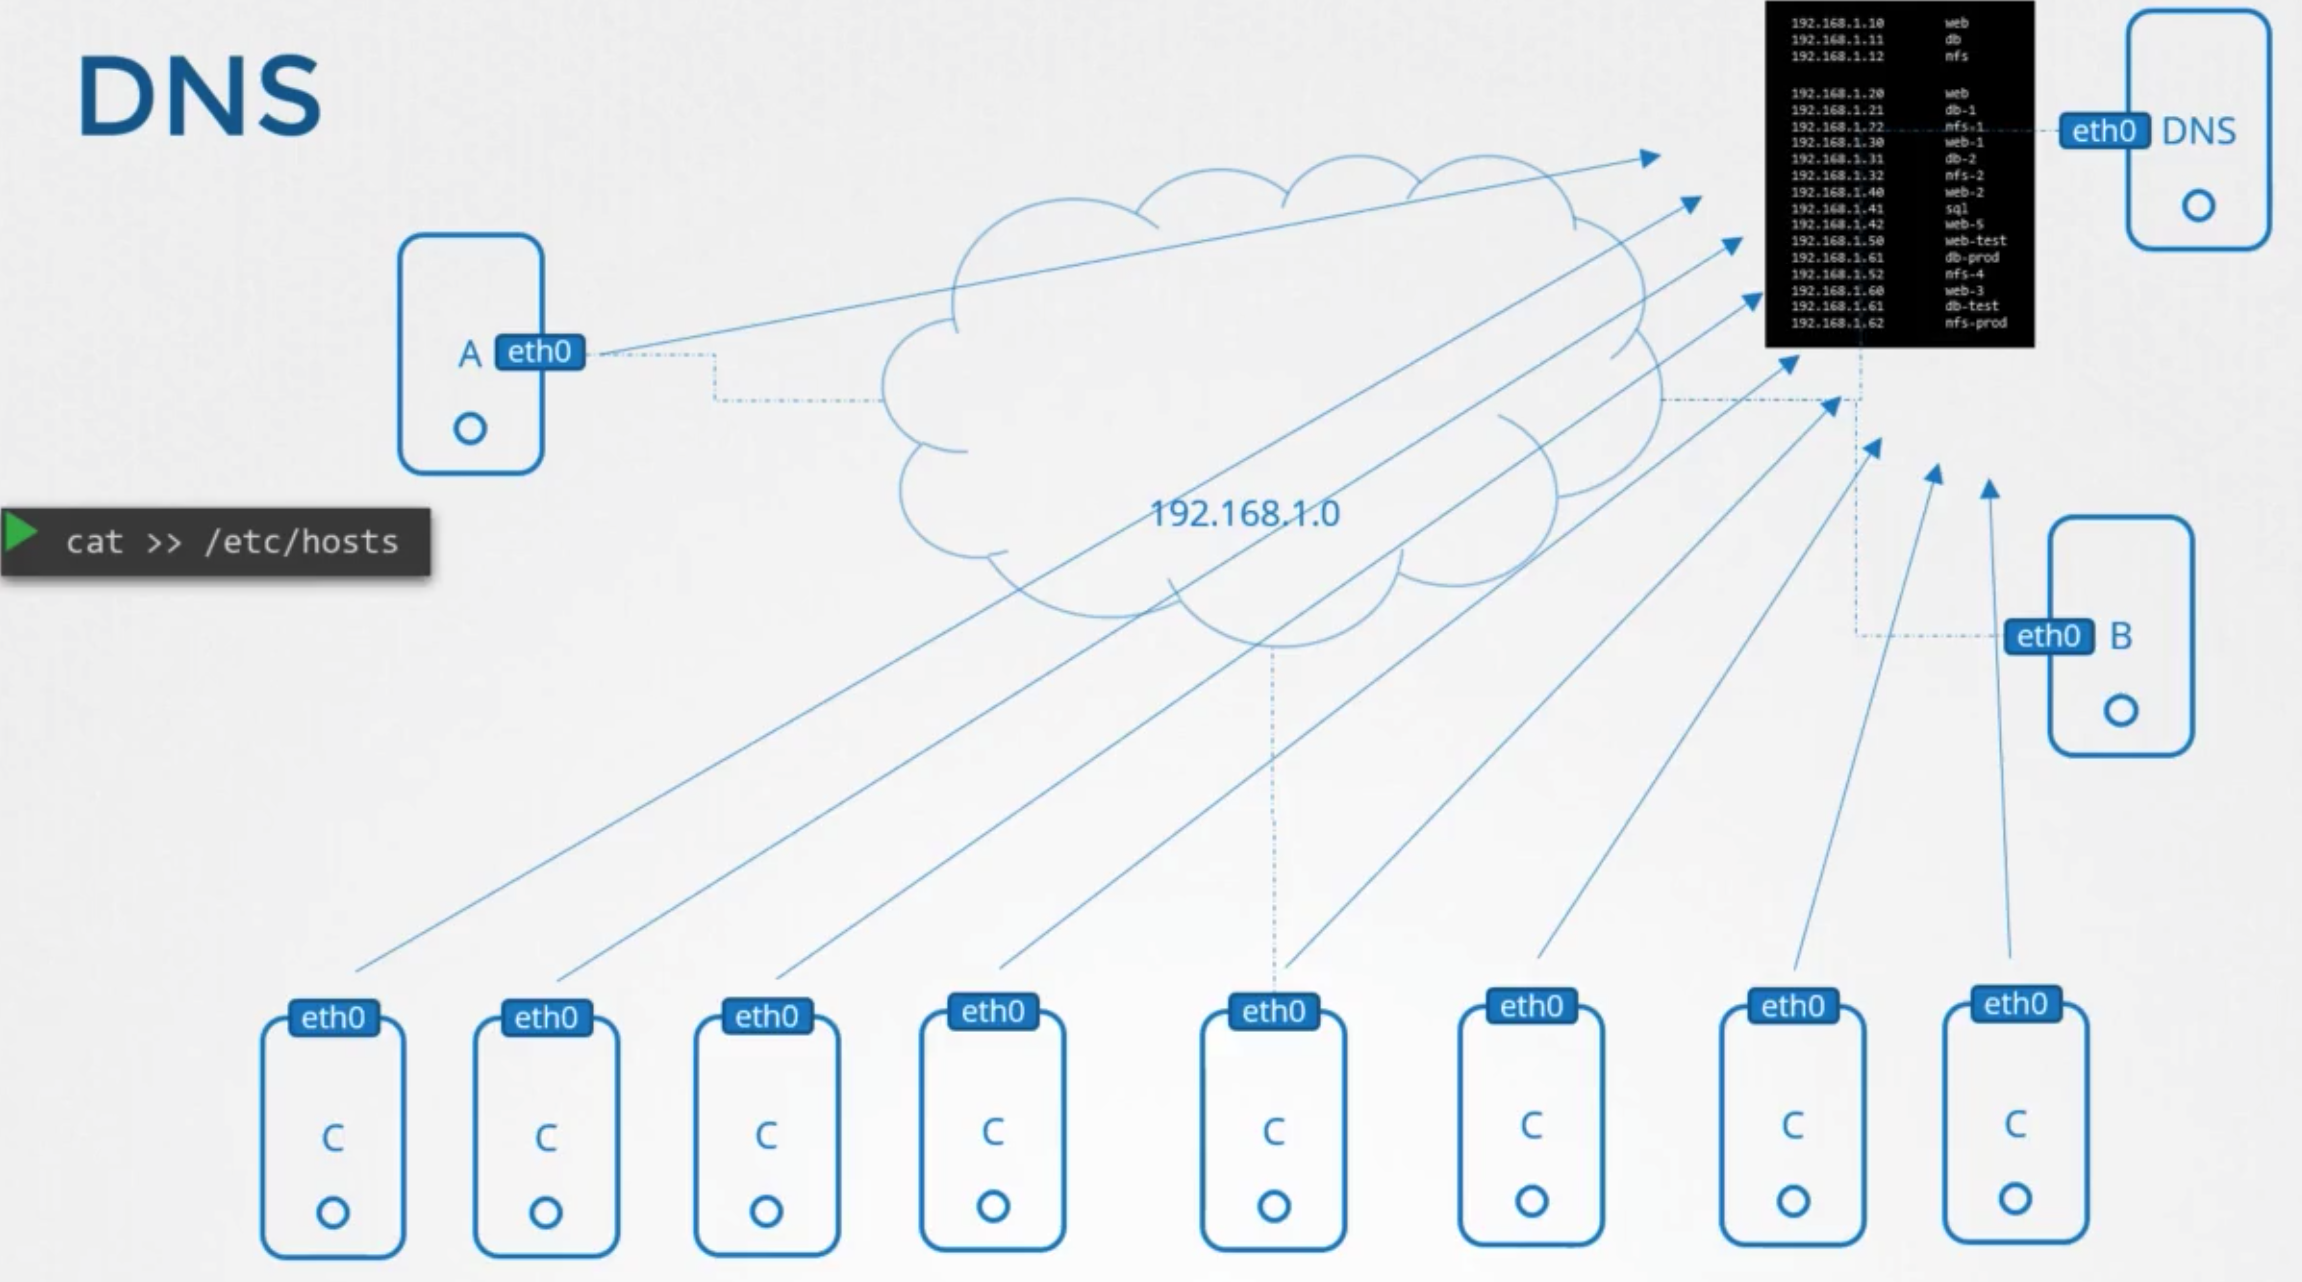 DNS
192.168.1.10 web
192.168.1.11 db
192.168.1.12 nfs
192.168.1.20 web
192.168.1.21 db-1
192.168.1.22 nfs-1
192.168.1.30 web-1
192.168.1.31 db-2
192.168.1.32 nfs-2
192.168.1.40 web-2
192.168.1.41 sql
192.168.1.42 web-5
192.168.1.50 web-test
192.168.1.61 db-prod
192.168.1.52 nfs-4
192.168.1.60 web-3
192.168.1.61 db-test
192.168.1.62 nfs-prod
eth0 DNS
A eth0
192.168.1.0
cat >> /etc/hosts
eth0 B
eth0 eth0 eth0 eth0 eth0 eth0 eth0 eth0
C C C C C C C C